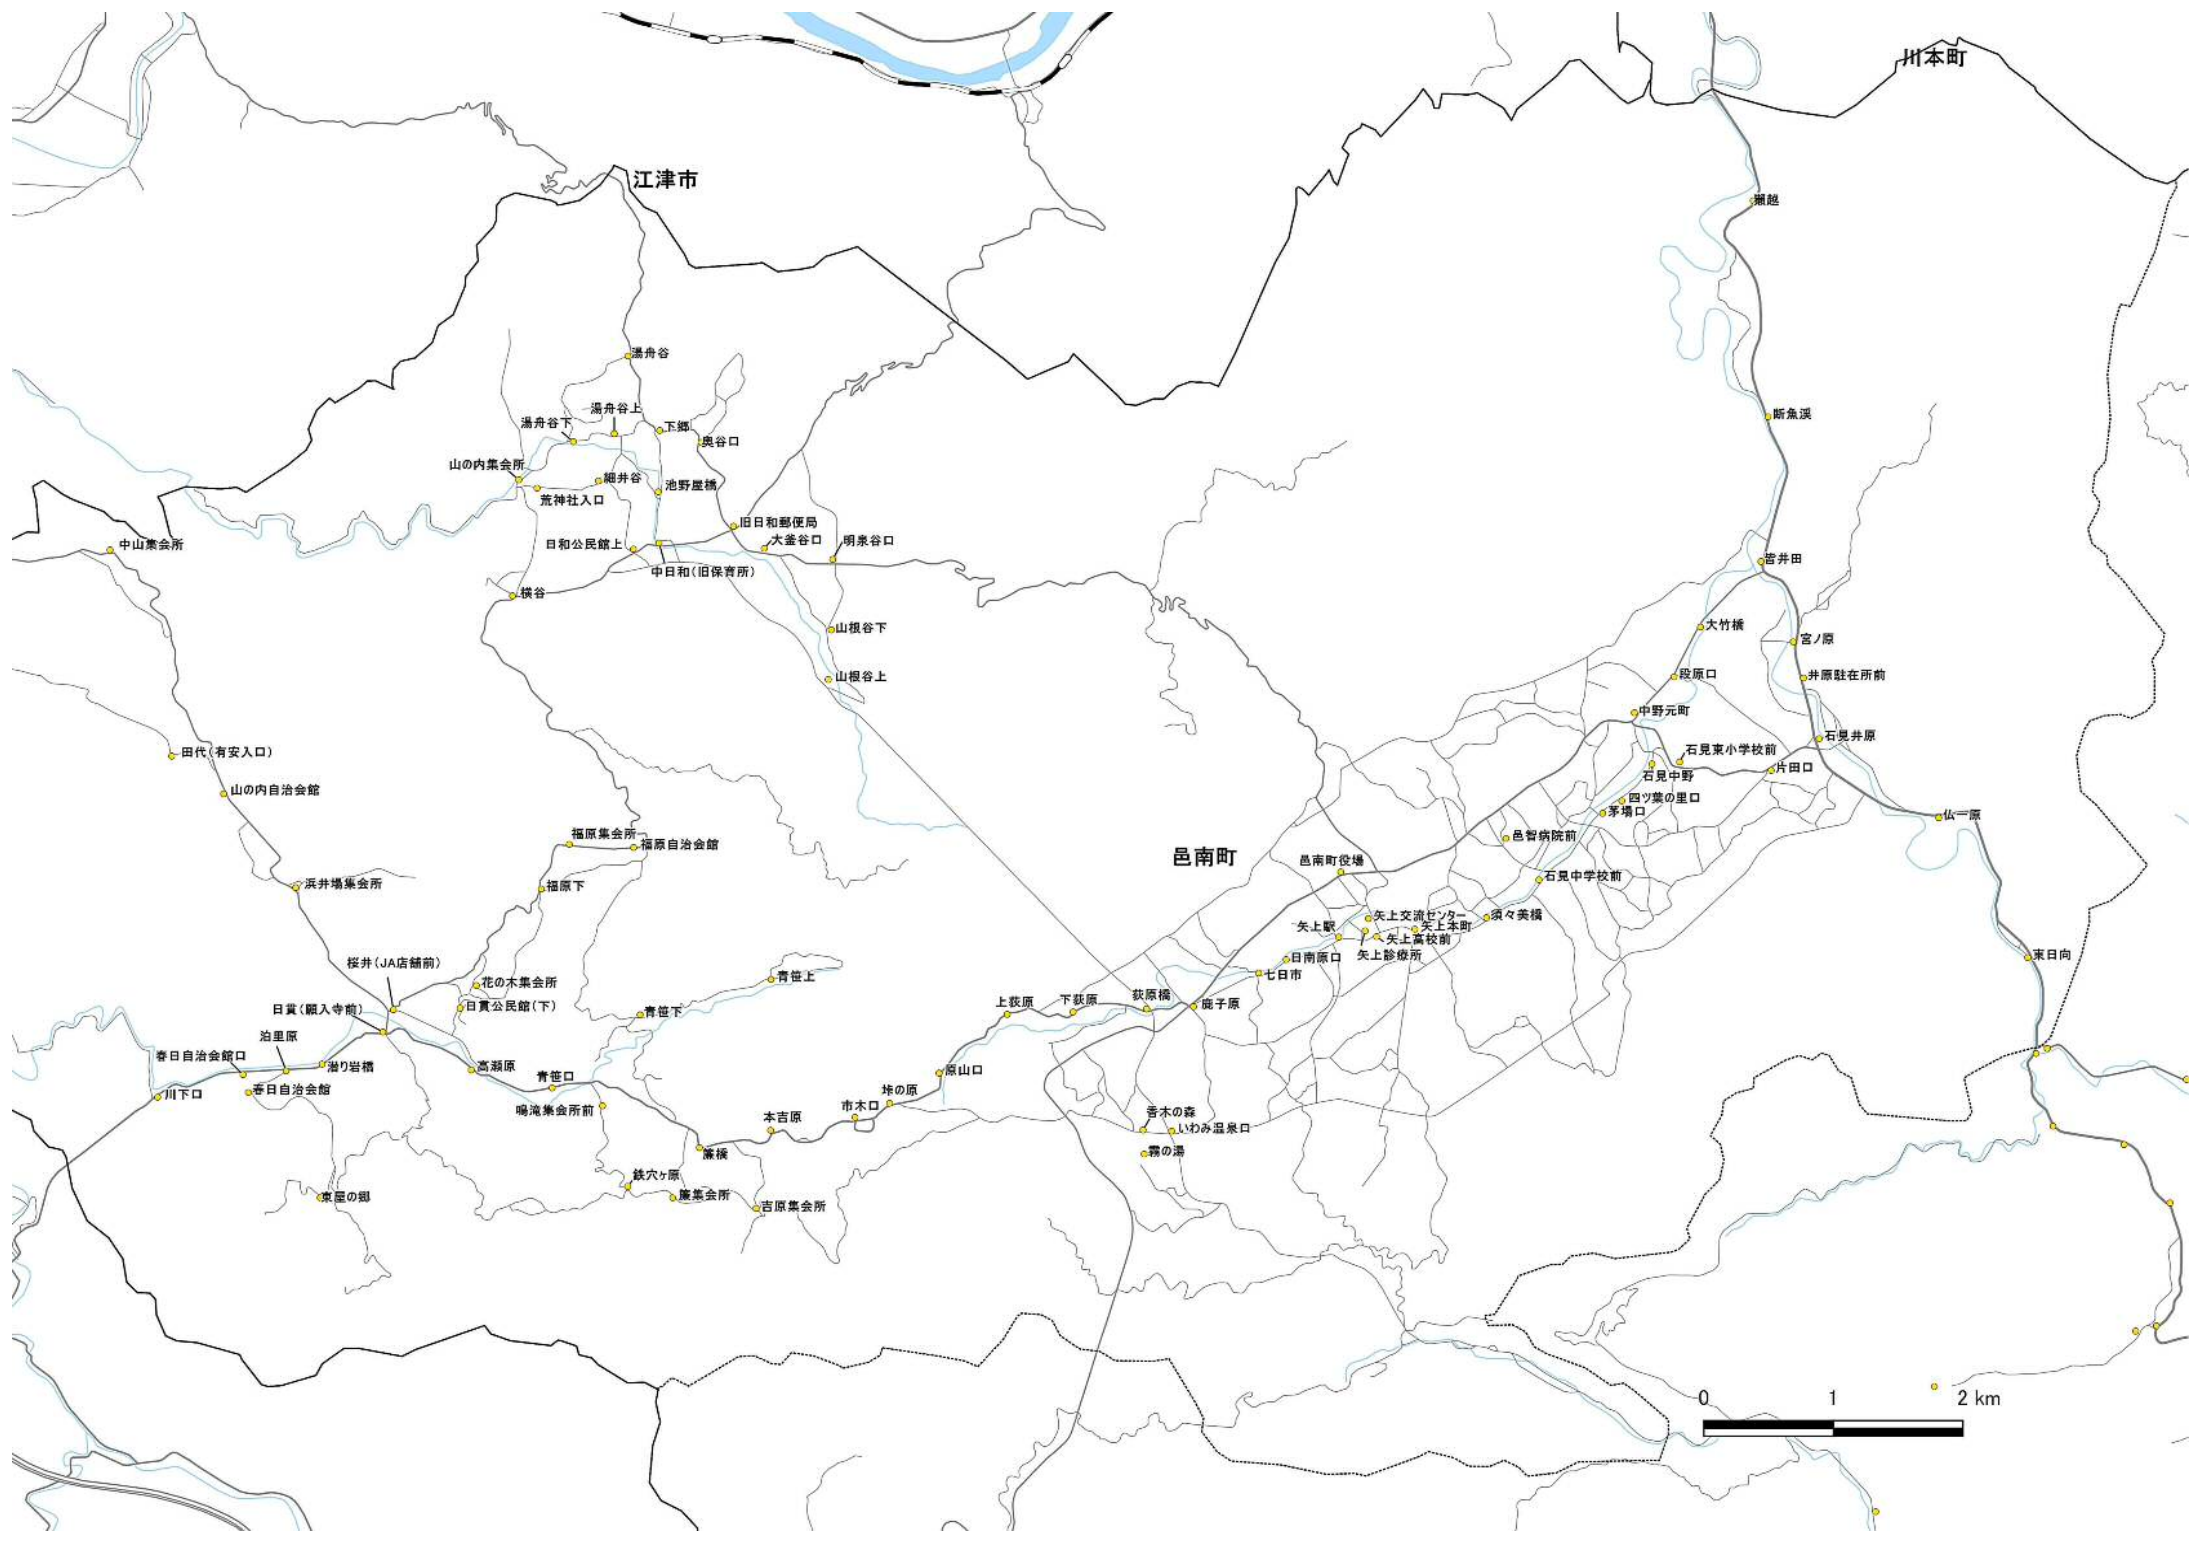 川本町
江津市
瀬越
湯舟谷
湯舟谷上
断魚渓
湯舟谷下
下郷
奥谷口
山の内集会所
細井谷
池野屋橋
荒神社入口
旧日和郵便局
大釜谷口
明泉谷口
中山集会所
日和公民館上
皆井田
中日和(旧保育所)
横谷
大竹橋
山根谷下
宮ノ原
山根谷上
段原口
井原駐在所前
中野元町
石見井原
田代(有安入口)
石見東小学校前
片田口
石見中野
山の内自治会館
四ツ葉の里口
茅場口
仏一原
福原集会所
福原自治会館
邑智病院前
邑南町
邑南町役場
石見中学校前
浜井場集会所
福原下
矢上交流センター
須々美橋
矢上駅
矢上本町
矢上高校前
桜井(JA店舗前)
日南原口
矢上診療所
東日向
青笹上
七日市
花の木集会所
荻原橋
上荻原
下荻原
鹿子原
日貫公民館(下)
日貫(願入寺前)
青笹下
泊里原
春日自治会館口
潜り岩橋
高瀬原
原山口
青笹口
春日自治会館
川下口
垰の原
市木口
鳴滝集会所前
本吉原
香木の森
いわみ温泉口
簾橋
霧の湯
鉄穴ヶ原
東屋の郷
簾集会所
吉原集会所
0 1 2 km